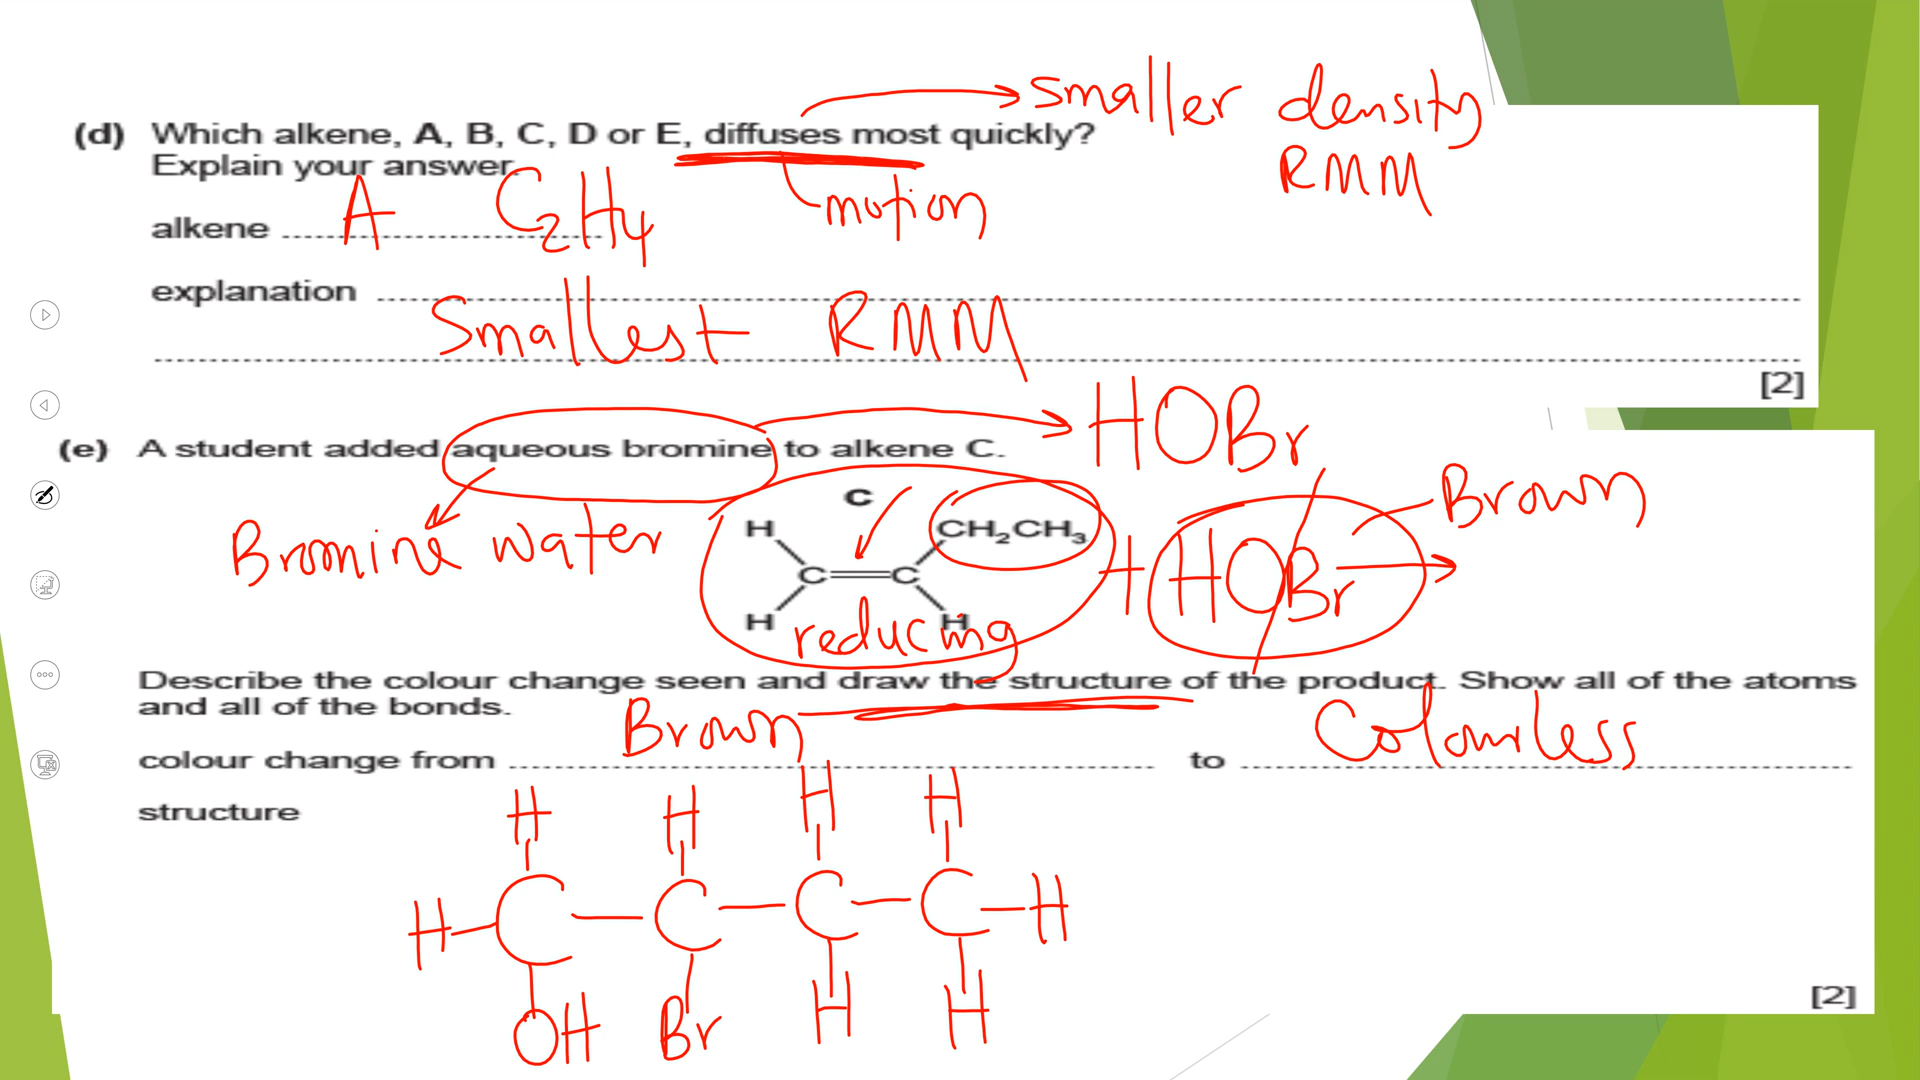 smaller density
(d) Which alkene, A, B, C, D or E, diffuses most quickly?
Explain your answer.
RMM
motion
alkene ........ A C2H4
explanation ........
Smallest RMM
[2]
HOBr
(e) A student added aqueous bromine to alkene C.
Brown
Bromine water
C
H CH₂CH₃
C=C + HOBr
H H
reducing
Describe the colour change seen and draw the structure of the product. Show all of the atoms
and all of the bonds.
colour change from ........ Brown ........ to ........ Colourless
structure
H H H H
H-C-C-C-C-H
OH Br H H
[2]